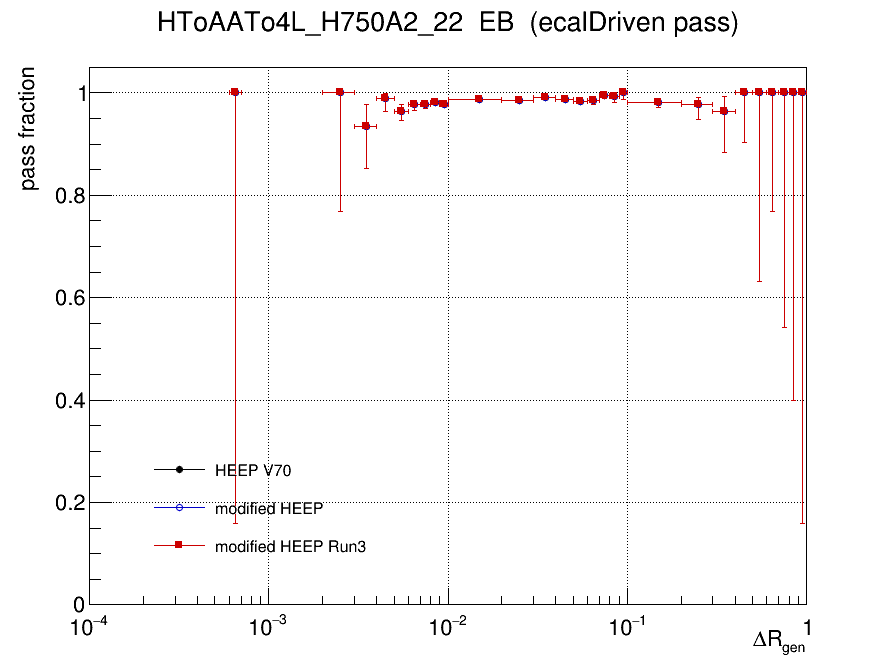 HToAATo4L_H750A2_22 EB (ecalDriven pass)
pass fraction
1
0.8
0.6
0.4
0.2
0
HEEP V70
modified HEEP
modified HEEP Run3
10⁻⁴ 10⁻³ 10⁻² 10⁻¹ 1
ΔR_gen